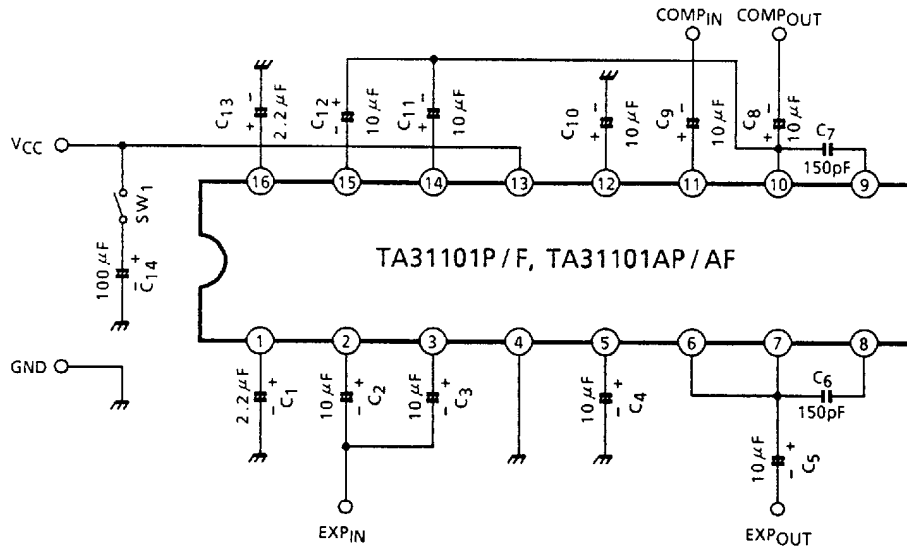 COMPIN COMPOUT
C13 2.2μF C12 10μF C11 10μF C10 10μF C9 10μF C8 10μF C7
150pF
VCC
16 15 14 13 12 11 10 9
SW1
100μF C14
TA31101P/F, TA31101AP/AF
GND
1 2 3 4 5 6 7 8
2.2μF C1 10μF C2 10μF C3 10μF C4 C6
150pF
10μF C5
EXPIN EXPOUT